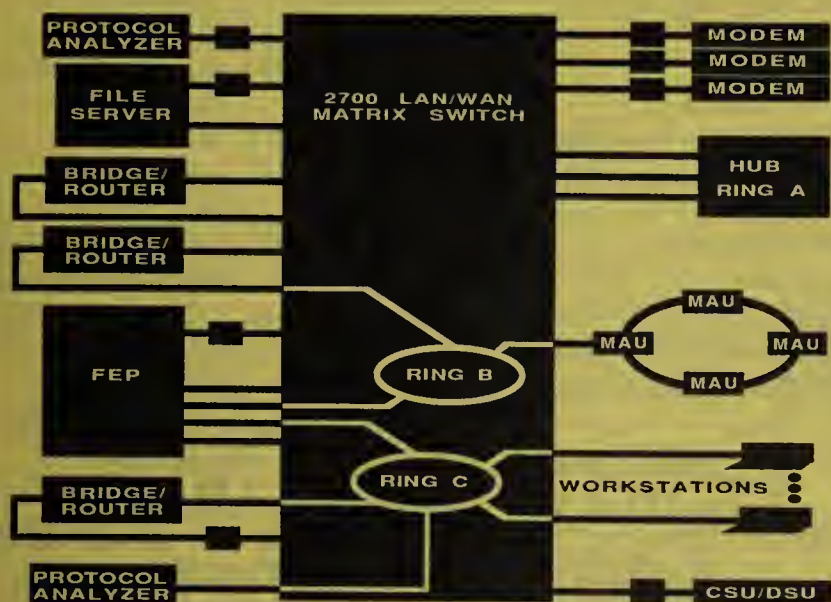 PROTOCOL
ANALYZER
FILE
SERVER
BRIDGE/
ROUTER
BRIDGE/
ROUTER
FEP
BRIDGE/
ROUTER
PROTOCOL
ANALYZER
2700 LAN/WAN
MATRIX SWITCH
RING B
RING C
MODEM
MODEM
MODEM
HUB
RING A
MAU
MAU
MAU
MAU
WORKSTATIONS
CSU/DSU